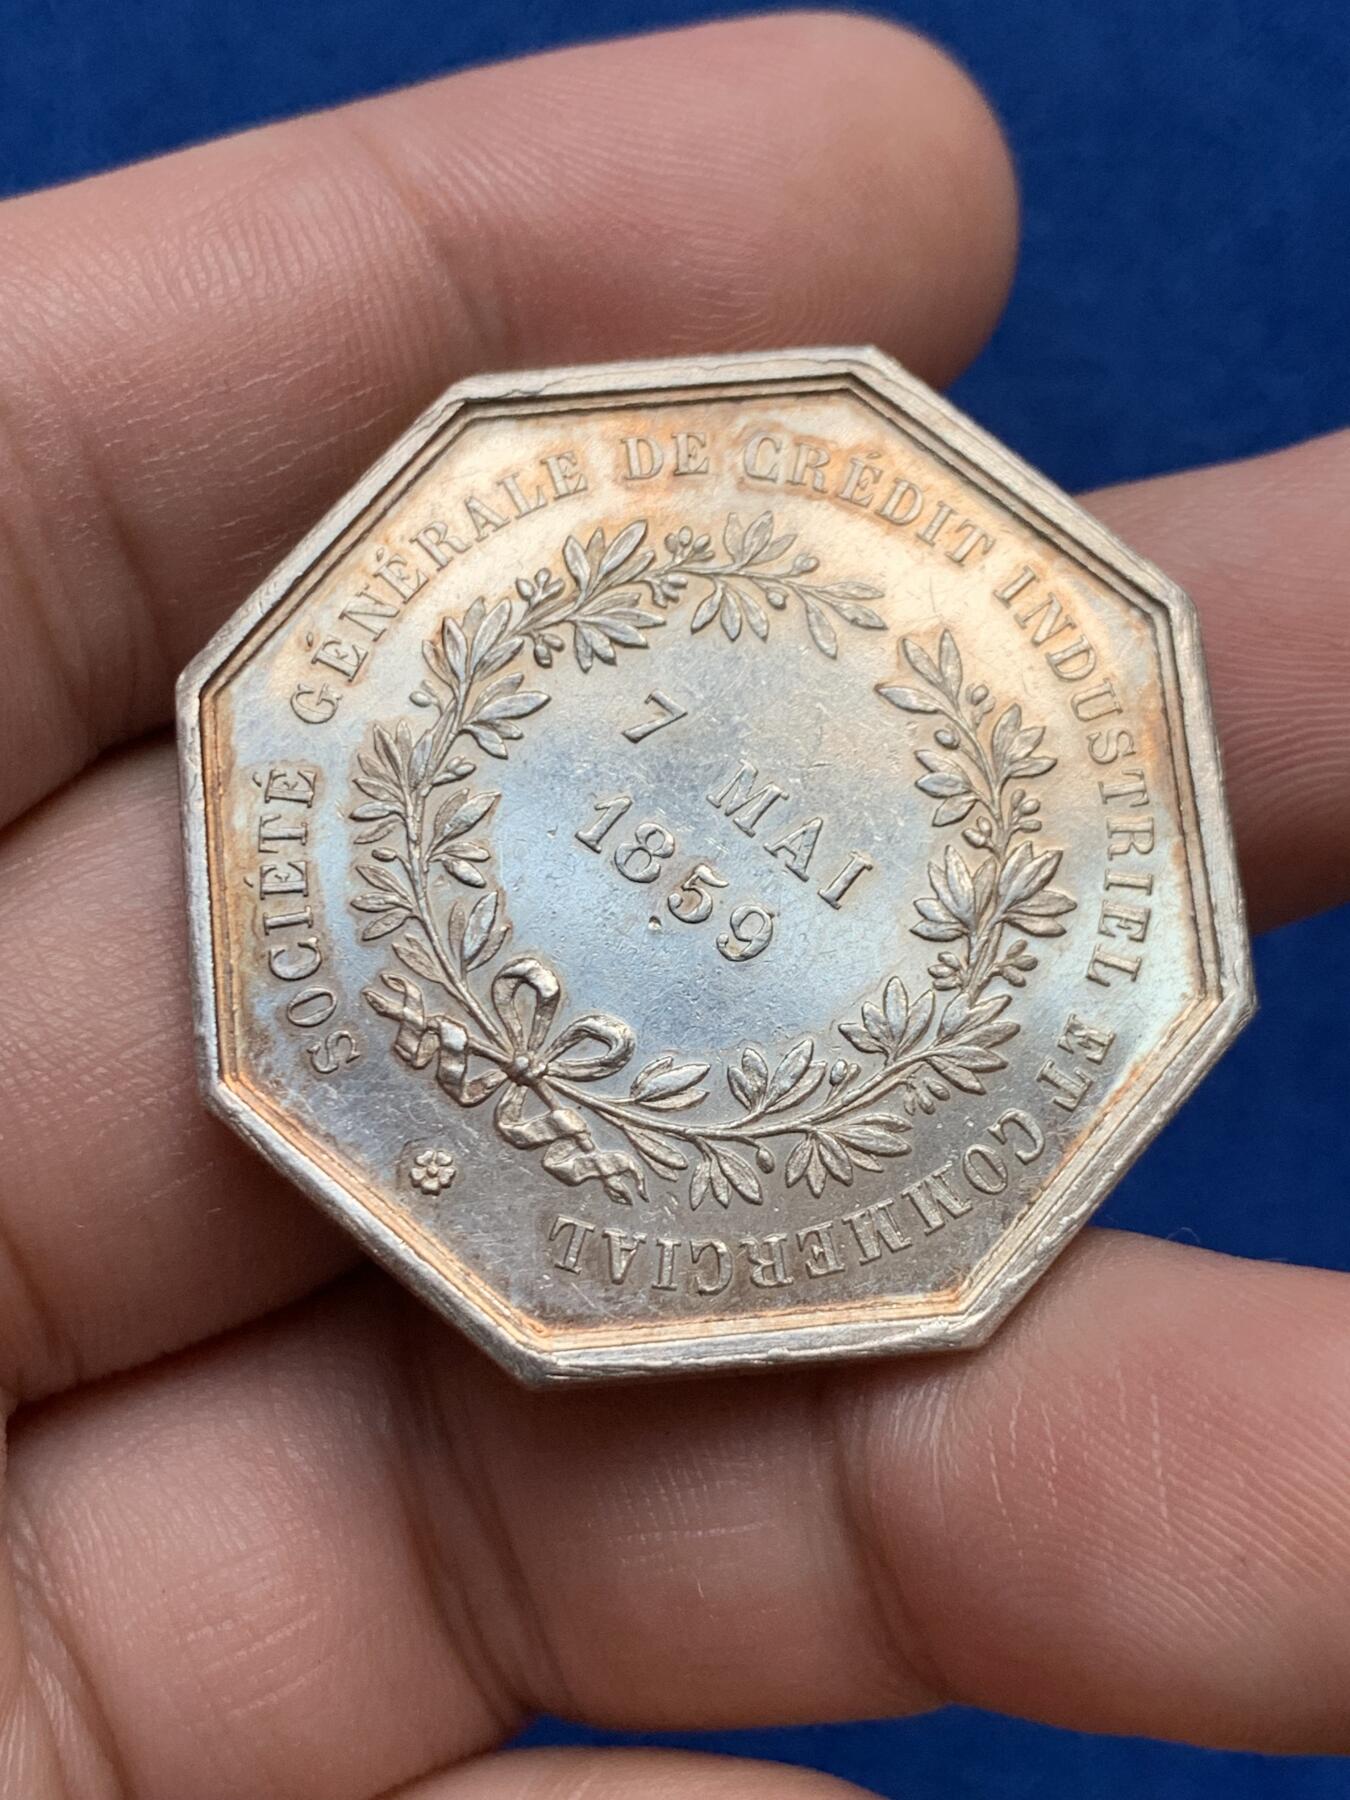 SOCIÉTÉ GÉNÉRALE DE CRÉDIT INDUSTRIEL ET COMMERCIAL
7 MAI
1859